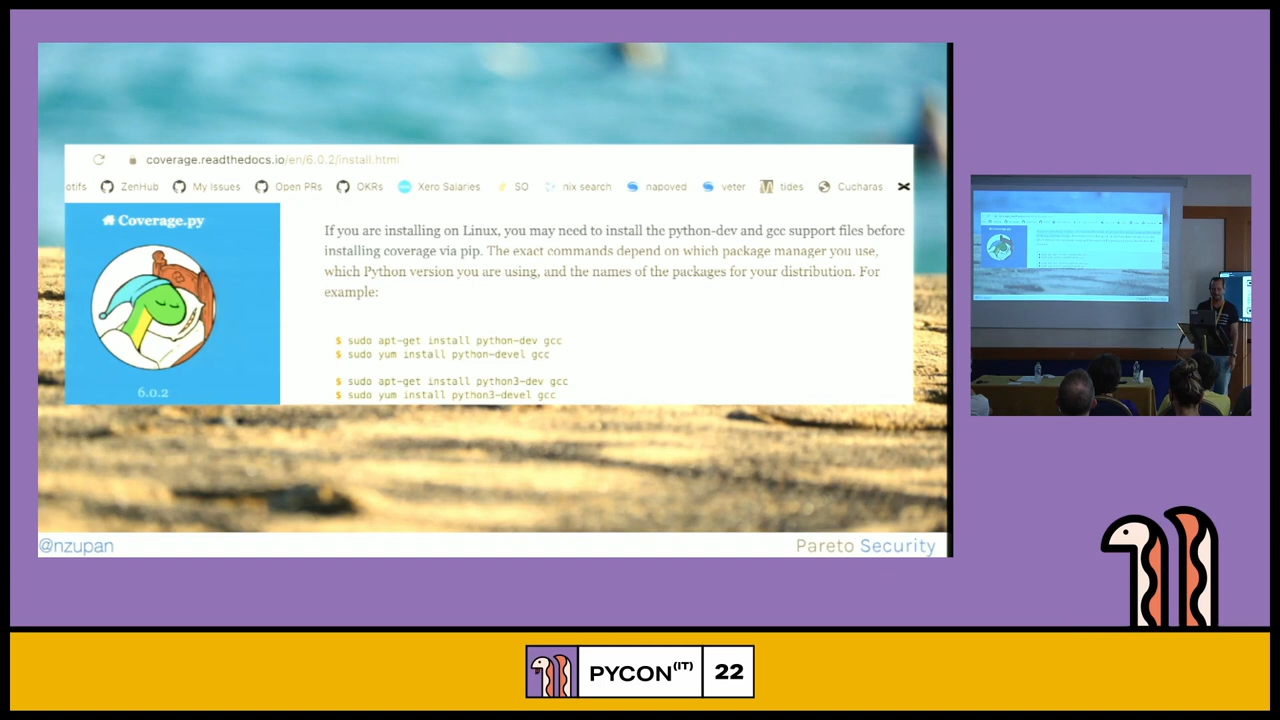 coverage.readthedocs.io/en/6.0.2/install.html
otifs ZenHub My Issues Open PRs OKRs Xero Salaries SO nix search napoved veter tides Cucharas
Coverage.py
6.0.2
If you are installing on Linux, you may need to install the python-dev and gcc support files before
installing coverage via pip. The exact commands depend on which package manager you use,
which Python version you are using, and the names of the packages for your distribution. For
example:
$ sudo apt-get install python-dev gcc
$ sudo yum install python-devel gcc
$ sudo apt-get install python3-dev gcc
$ sudo yum install python3-devel gcc
@nzupan
Pareto Security
PYCON(IT) 22